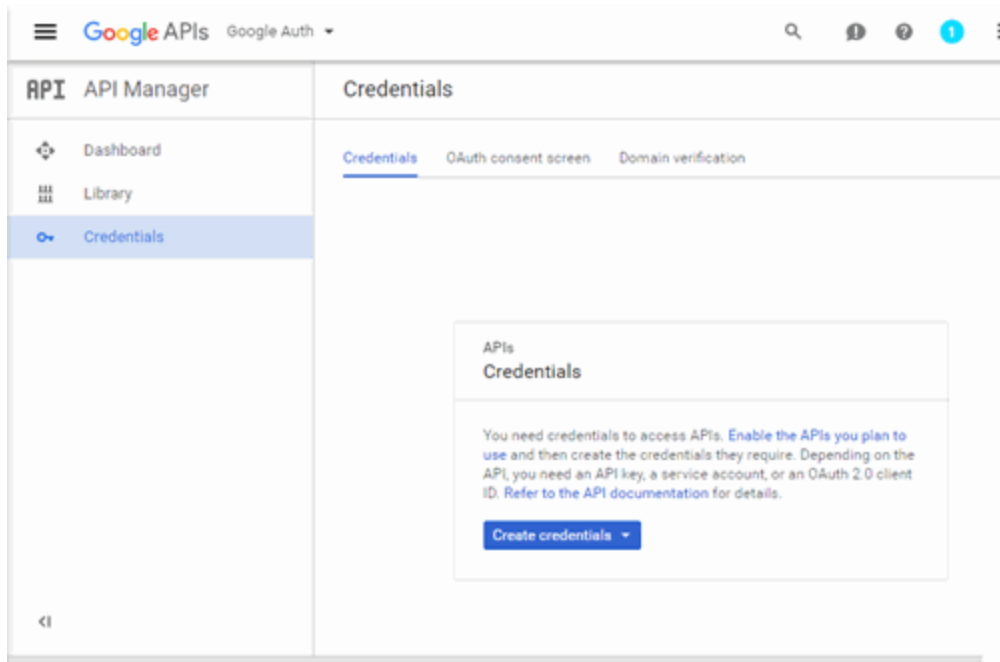 Google APIs Google Auth
1
API API Manager
Credentials
Dashboard
Library
Credentials
Credentials OAuth consent screen Domain verification
APIs
Credentials
You need credentials to access APIs. Enable the APIs you plan to
use and then create the credentials they require. Depending on the
API, you need an API key, a service account, or an OAuth 2.0 client
ID. Refer to the API documentation for details.
Create credentials